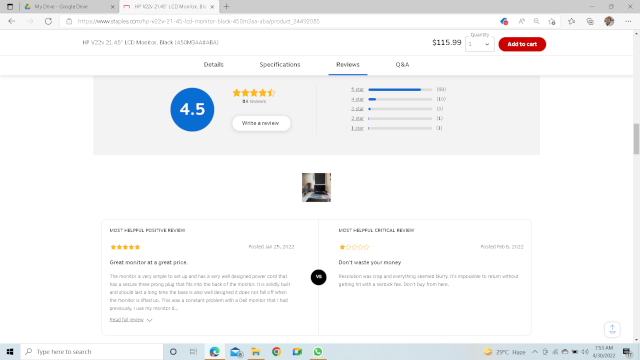 My Drive - Google Drive
HP V22v 21.45" LCD Monitor, Blac
https://www.staples.com/hp-v22v-21-45-lcd-monitor-black-450m3aa-aba/product_24492085
HP V22v 21.45" LCD Monitor, Black (450M3AA#ABA)
$115.99
Quantity
1
Add to cart
Details
Specifications
Reviews
Q&A
4.5
84 reviews
Write a review
5 star
4 star (10)
3 star
2 star (1)
1 star (1)
MOST HELPFUL POSITIVE REVIEW
Posted Jan 25, 2022
Great monitor at a great price.
The monitor is very simple to set up and has a very well designed power cord that
has a secure three prong plug that fits into the back of the monitor. It is solidly built
and should last a long time the base is also well designed it does not fall off when
the monitor is lifted up. This was a constant problem with a Dell monitor that I had
previously. I use my monitor d...
Read full review
VS
MOST HELPFUL CRITICAL REVIEW
Posted Feb 6, 2022
Don't waste your money
Resolution was crap and everything seemed blurry. It's impossible to return without
getting hit with a restock fee. Don't buy from here.
Type here to search
29°C Haze
7:53 AM
4/30/2022